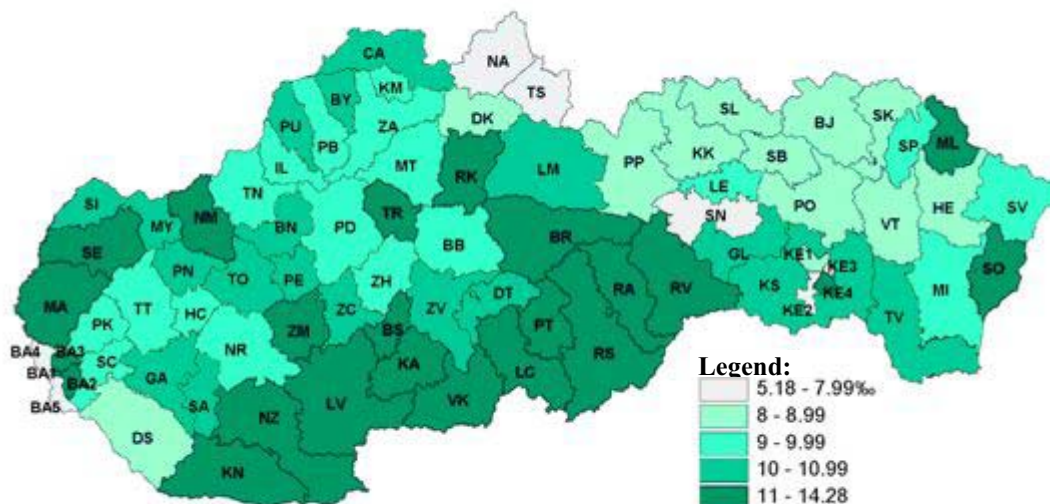 CA
NA
TS
KM
BY
PU
PB
ZA
DK
IL
MT
TN
RK
LM
SL
BJ
SK
SP
ML
PP
KK
SB
LE
PO
VT
HE
SV
SN
SI
MY
NM
BN
PD
TR
BB
BR
SE
PN
TO
PE
ZH
GL
KE1
KE3
SO
MA
TT
HC
ZM
ZC
ZV
DT
RA
RV
KS
KE4
KE2
TV
MI
PK
BS
PT
BA4
BA3
SC
NR
KA
LC
RS
BA1
BA2
GA
BA5
SA
DS
NZ
LV
VK
KN
Legend:
5.18 - 7.99‰
8 - 8.99
9 - 9.99
10 - 10.99
11 - 14.28